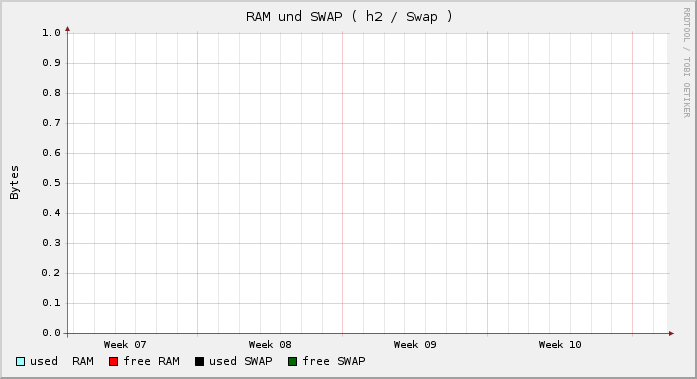 RAM und SWAP ( h2 / Swap )
RRDTOOL / TOBI OETIKER
Bytes
1.0
0.9
0.8
0.7
0.6
0.5
0.4
0.3
0.2
0.1
0.0
Week 07 Week 08 Week 09 Week 10
used RAM free RAM used SWAP free SWAP